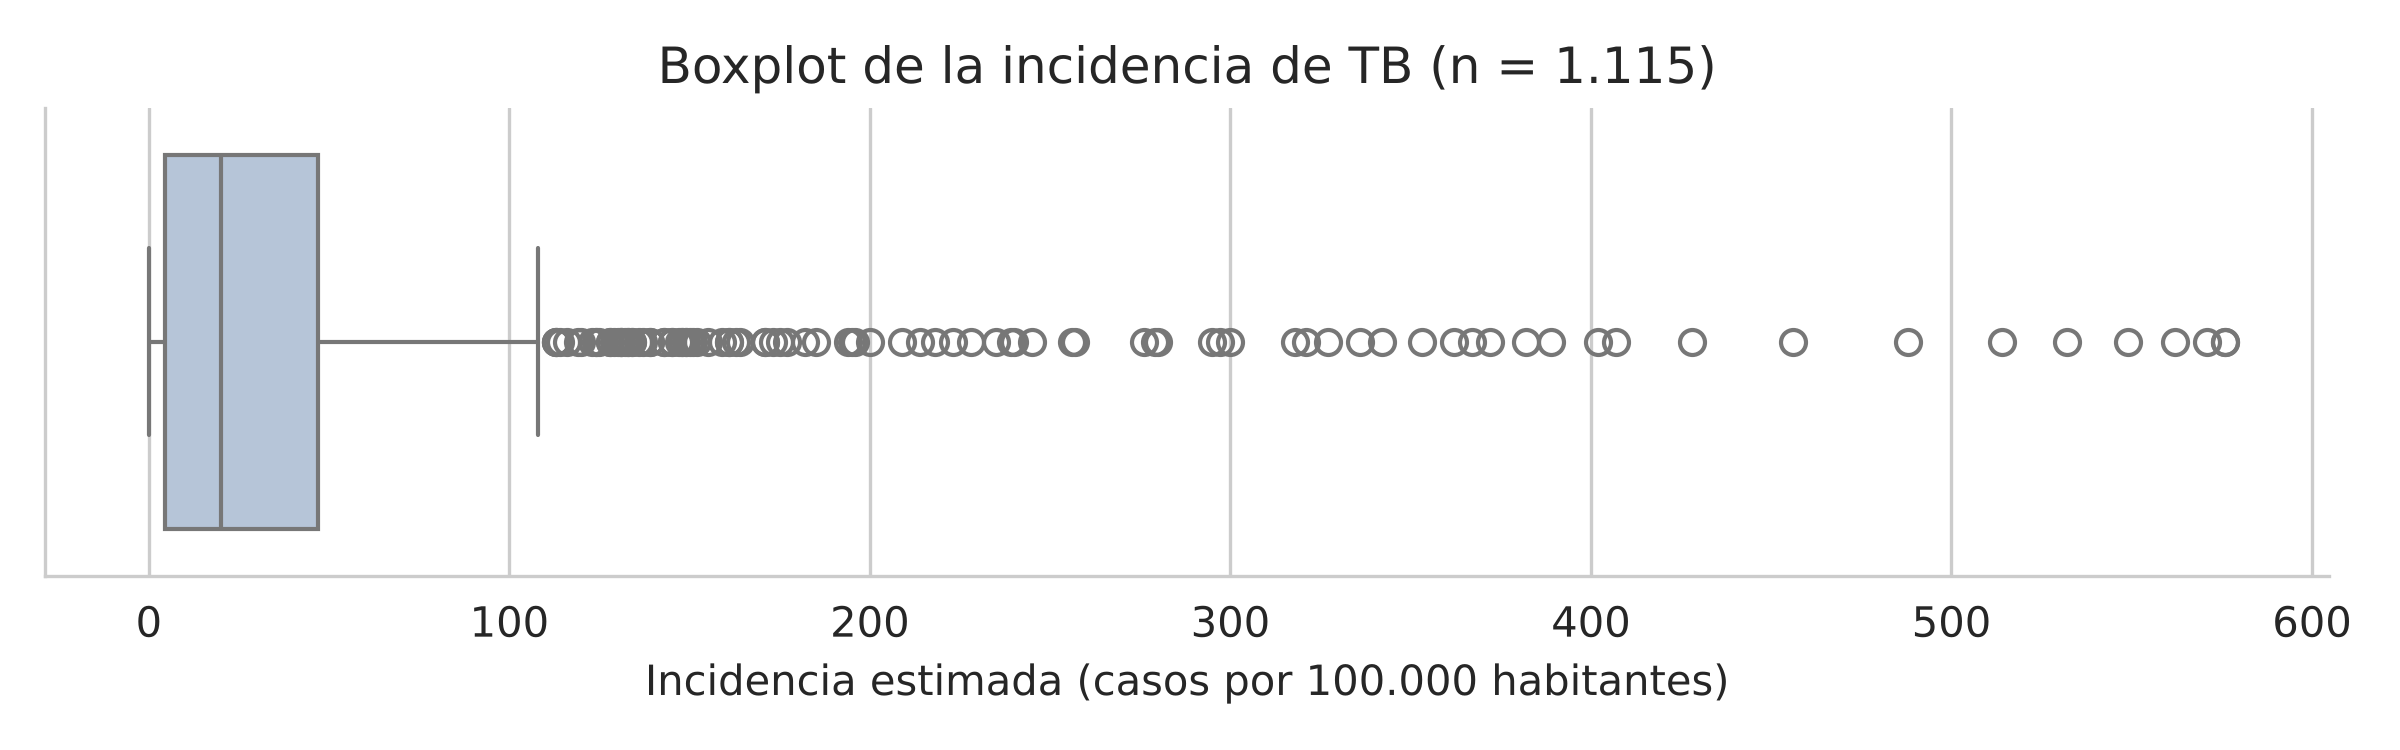 Boxplot de la incidencia de TB (n = 1.115)
0 100 200 300 400 500 600
Incidencia estimada (casos por 100.000 habitantes)